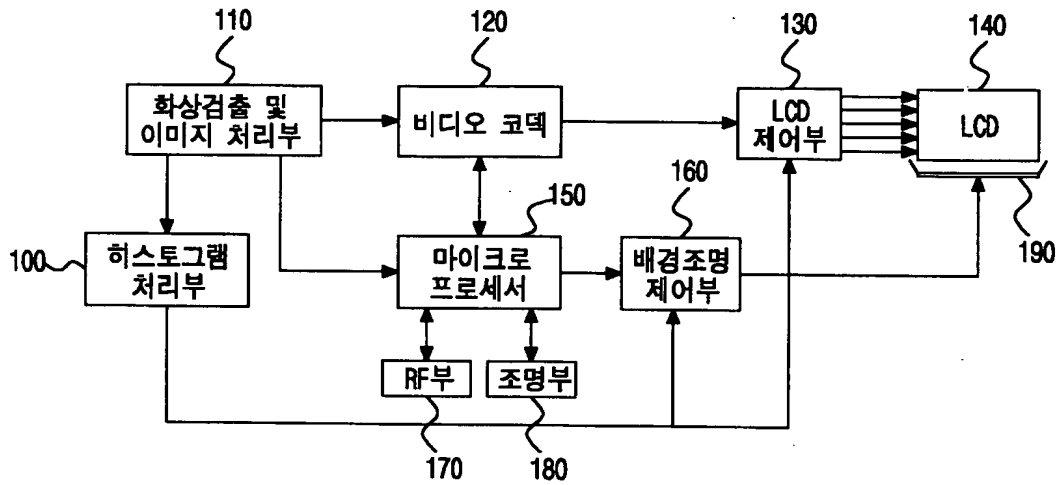 110
120
130
140
화상검출 및
이미지 처리부
비디오 코덱
LCD
제어부
LCD
150
160
190
100
히스토그램
처리부
마이크로
프로세서
배경조명
제어부
RF부
조명부
170
180